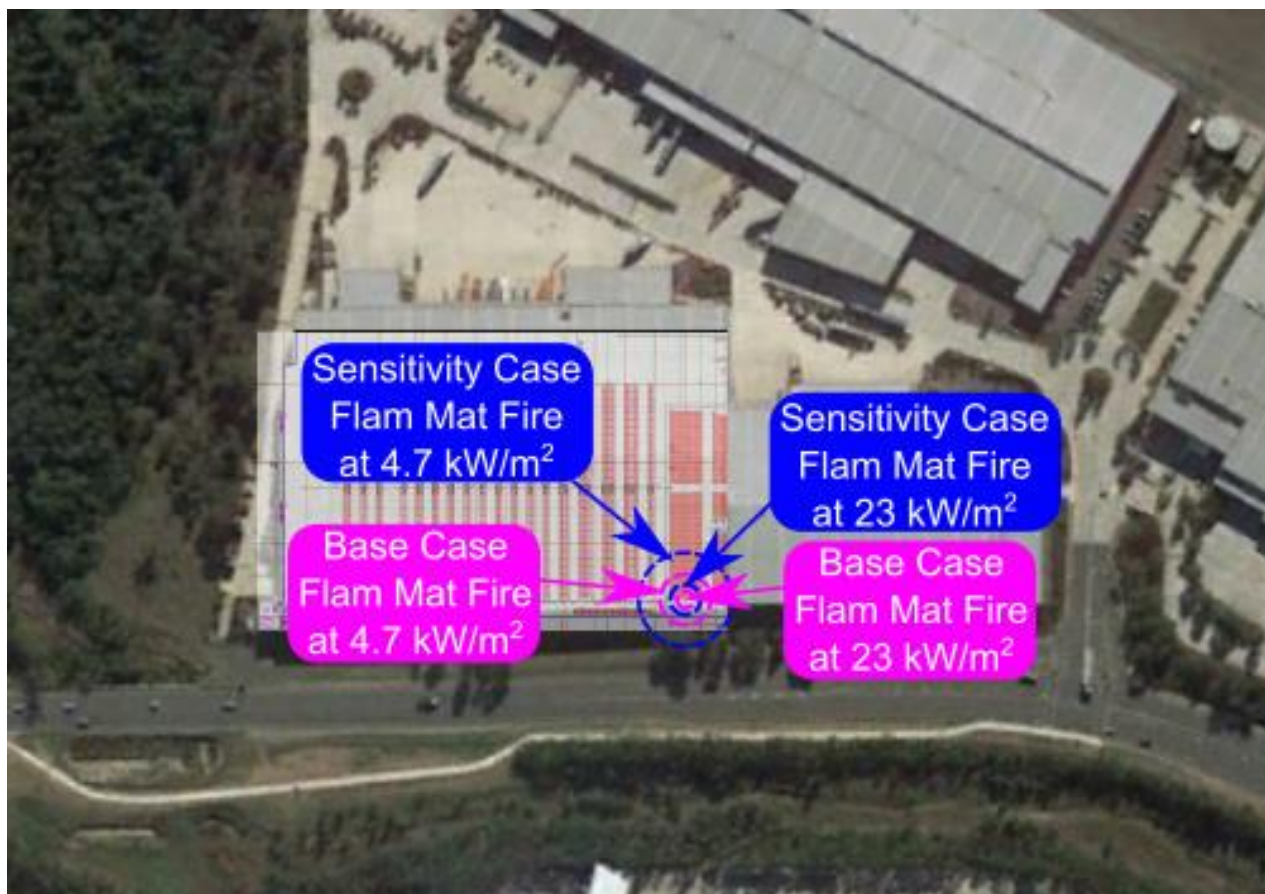 Sensitivity Case
Flam Mat Fire
at 4.7 kW/m²
Sensitivity Case
Flam Mat Fire
at 23 kW/m²
Base Case
Flam Mat Fire
at 4.7 kW/m²
Base Case
Flam Mat Fire
at 23 kW/m²